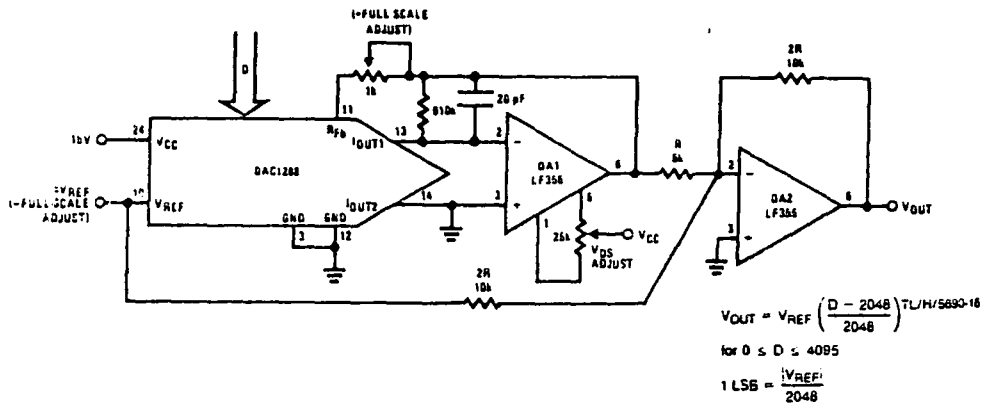 (+FULL SCALE
ADJUST)
D
1k
11
RFb
810k
20 pF
13
IOUT1
24
VCC
DAC1288
VREF
(-FULL-SCALE
ADJUST)
10
VREF
GND
GND
3
12
14
IOUT2
2
−
OA1
LF356
3
+
6
1
5
25k
VCC
VOS
ADJUST
R
5k
2R
10k
2R
10k
2
−
OA2
LF356
3
+
6
VOUT
VOUT = VREF (D − 2048 / 2048) TL/H/5690-16
for 0 ≤ D ≤ 4095
1 LSB = |VREF| / 2048